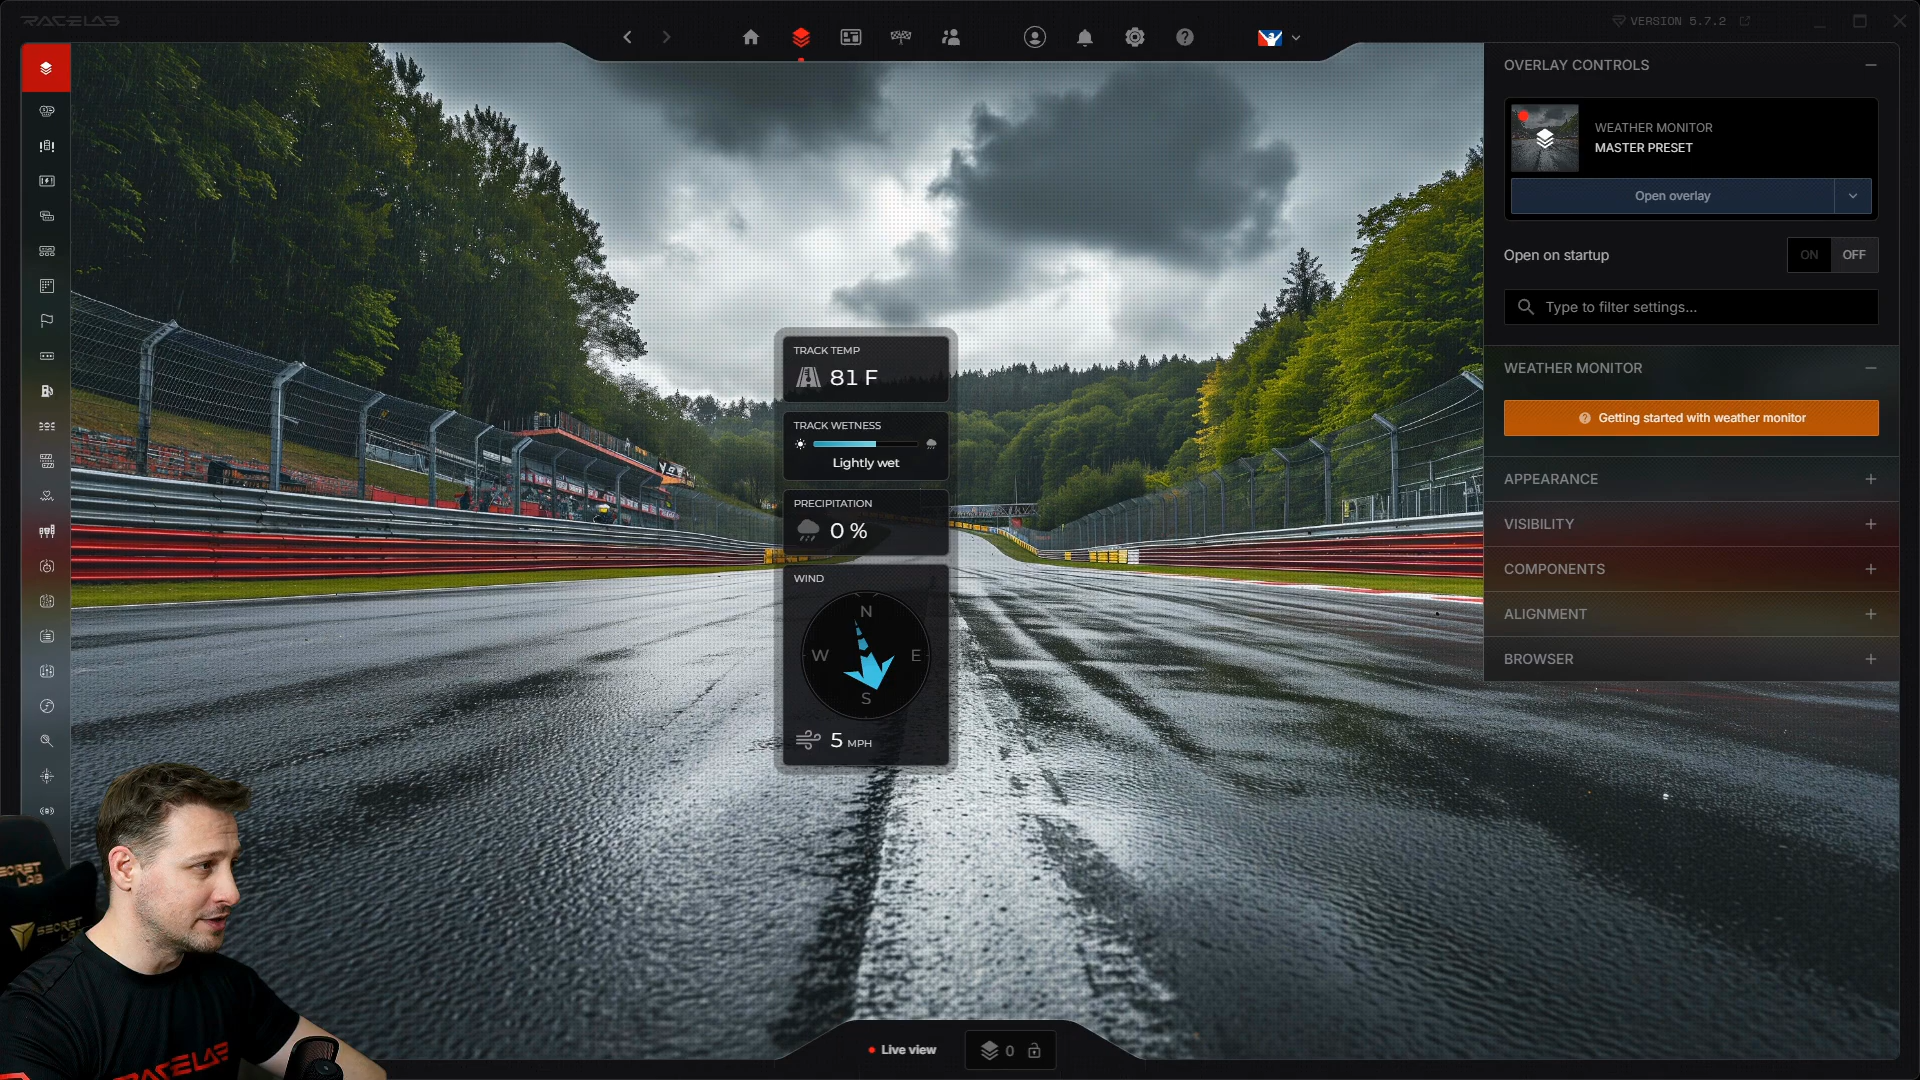 RACELAB
VERSION 5.7.2
OVERLAY CONTROLS
WEATHER MONITOR
MASTER PRESET
Open overlay
Open on startup
ON OFF
Type to filter settings...
WEATHER MONITOR
Getting started with weather monitor
APPEARANCE
VISIBILITY
COMPONENTS
ALIGNMENT
BROWSER
TRACK TEMP
81 F
TRACK WETNESS
Lightly wet
PRECIPITATION
0 %
WIND
N
W E
S
5 MPH
SECRET
LAB
RACELAB
Live view
0